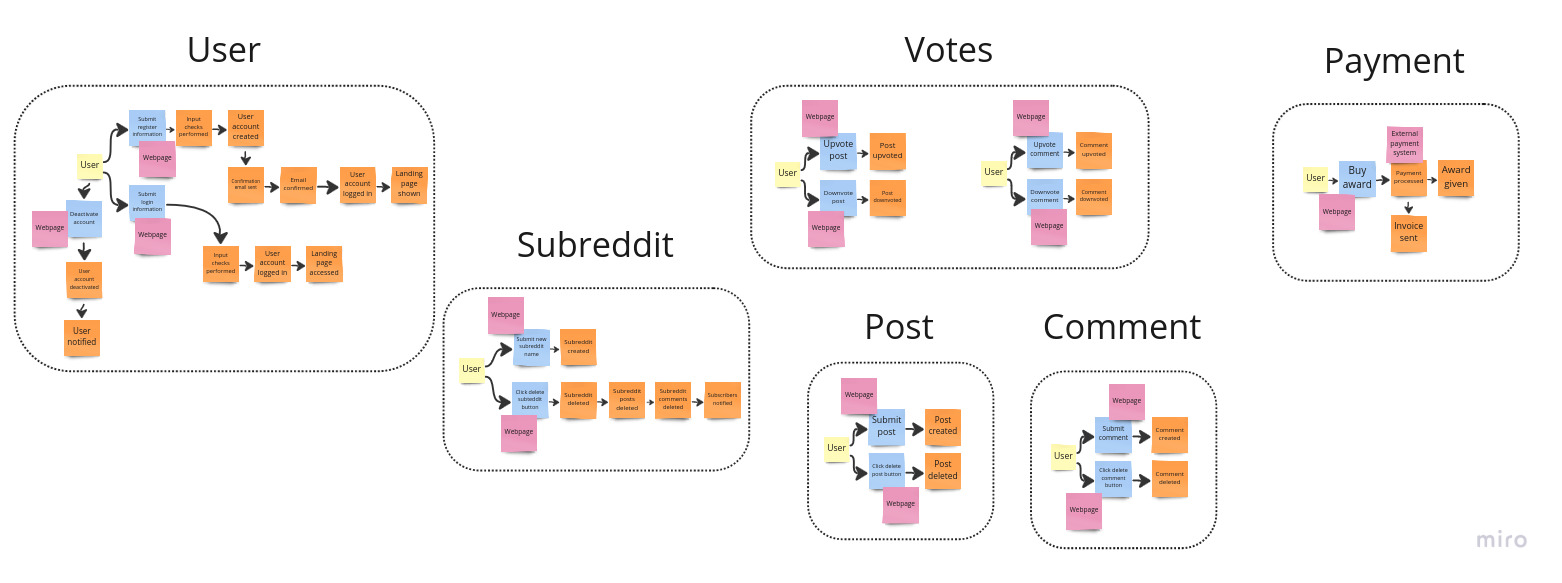 User
Submit
register
information
Input
checks
performed
User
account
created
Webpage
User
Confirmation
email sent
Email
confirmed
User
account
logged in
Landing
page
shown
Submit
login
information
Webpage
Deactivate
account
Webpage
Input
checks
performed
User
account
logged in
Landing
page
accessed
User
account
deactivated
User
notified
Subreddit
Webpage
Submit new
subreddit
name
Subreddit
created
User
Click delete
subteddit
button
Subreddit
deleted
Subreddit
posts
deleted
Subreddit
comments
deleted
Subscribers
notified
Webpage
Votes
Webpage
Upvote
post
Post
upvoted
User
Downvote
post
Post
downvoted
Webpage
Webpage
Upvote
comment
Comment
upvoted
User
Downvote
comment
Comment
downvoted
Webpage
Payment
External
payment
system
User
Buy
award
Payment
processed
Award
given
Webpage
Invoice
sent
Post
Webpage
Submit
post
Post
created
User
Click delete
post button
Post
deleted
Webpage
Comment
Webpage
Submit
comment
Comment
created
User
Click delete
comment
button
Comment
deleted
Webpage
miro